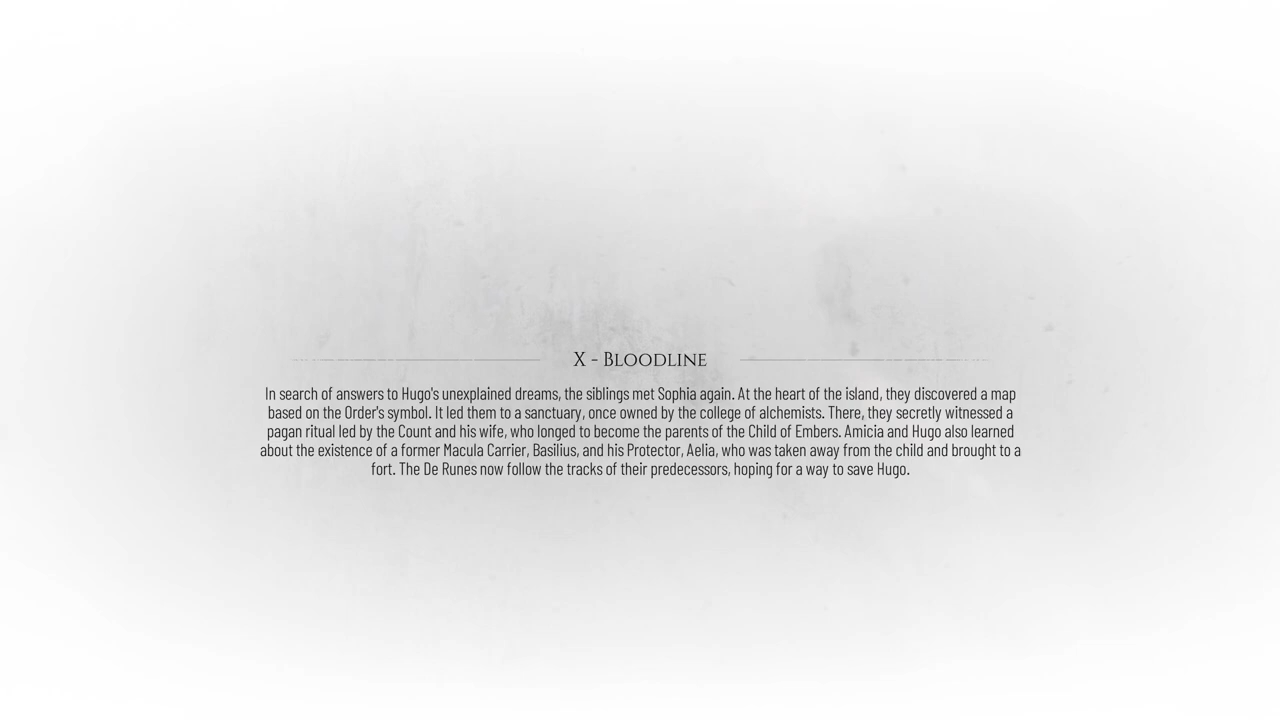 X - Bloodline
In search of answers to Hugo's unexplained dreams, the siblings met Sophia again. At the heart of the island, they discovered a map
based on the Order's symbol. It led them to a sanctuary, once owned by the college of alchemists. There, they secretly witnessed a
pagan ritual led by the Count and his wife, who longed to become the parents of the Child of Embers. Amicia and Hugo also learned
about the existence of a former Macula Carrier, Basilius, and his Protector, Aelia, who was taken away from the child and brought to a
fort. The De Runes now follow the tracks of their predecessors, hoping for a way to save Hugo.